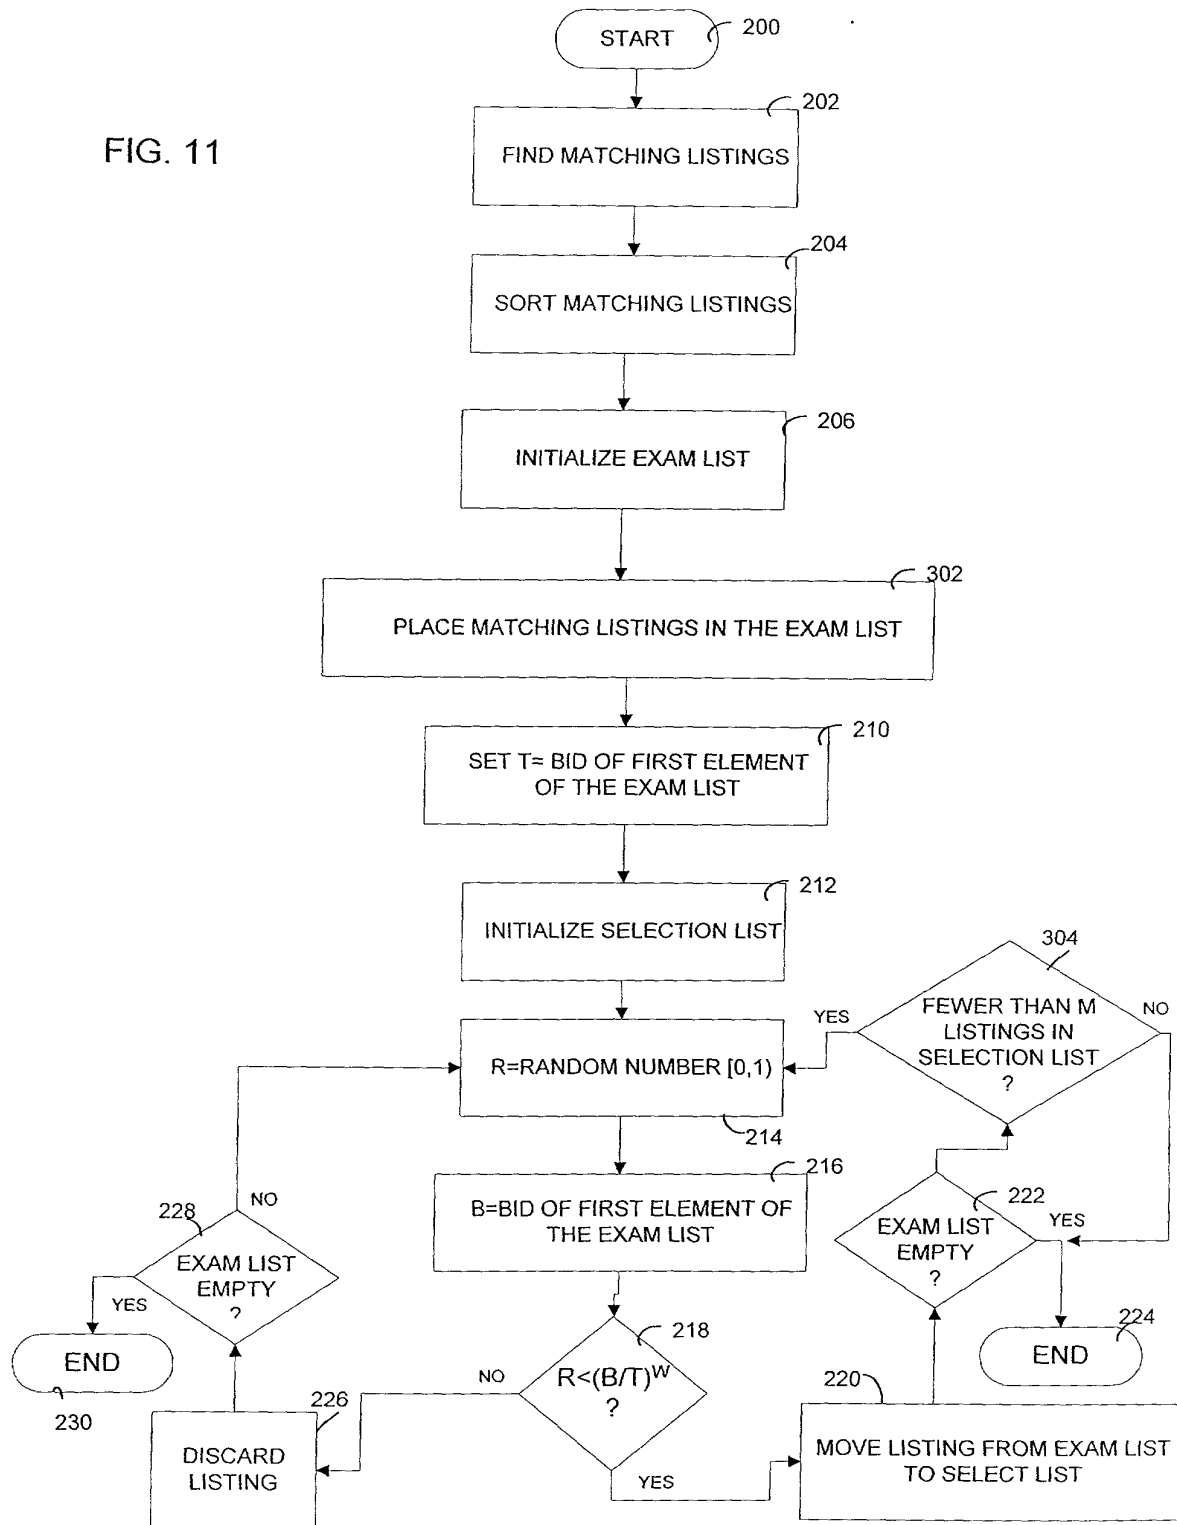 START
200
FIG. 11
202
FIND MATCHING LISTINGS
204
SORT MATCHING LISTINGS
206
INITIALIZE EXAM LIST
302
PLACE MATCHING LISTINGS IN THE EXAM LIST
210
SET T= BID OF FIRST ELEMENT
OF THE EXAM LIST
212
INITIALIZE SELECTION LIST
304
FEWER THAN M
LISTINGS IN
SELECTION LIST
?
YES
NO
R=RANDOM NUMBER [0,1)
214
216
B=BID OF FIRST ELEMENT OF
THE EXAM LIST
222
EXAM LIST
EMPTY
?
YES
228
NO
EXAM LIST
EMPTY
?
YES
END
230
218
R<(B/T)^W
?
NO
YES
224
END
220
MOVE LISTING FROM EXAM LIST
TO SELECT LIST
226
DISCARD
LISTING